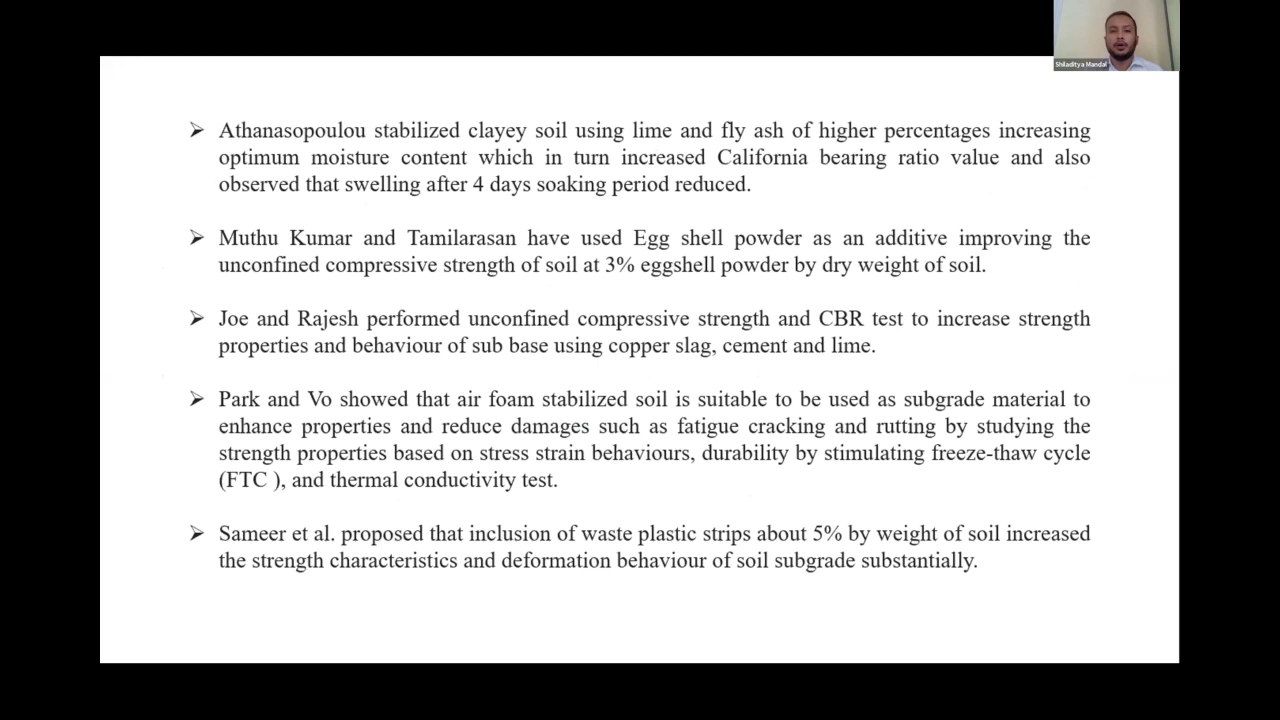 Shiladitya Mandal
➢ Athanasopoulou stabilized clayey soil using lime and fly ash of higher percentages increasing
optimum moisture content which in turn increased California bearing ratio value and also
observed that swelling after 4 days soaking period reduced.
➢ Muthu Kumar and Tamilarasan have used Egg shell powder as an additive improving the
unconfined compressive strength of soil at 3% eggshell powder by dry weight of soil.
➢ Joe and Rajesh performed unconfined compressive strength and CBR test to increase strength
properties and behaviour of sub base using copper slag, cement and lime.
➢ Park and Vo showed that air foam stabilized soil is suitable to be used as subgrade material to
enhance properties and reduce damages such as fatigue cracking and rutting by studying the
strength properties based on stress strain behaviours, durability by stimulating freeze-thaw cycle
(FTC ), and thermal conductivity test.
➢ Sameer et al. proposed that inclusion of waste plastic strips about 5% by weight of soil increased
the strength characteristics and deformation behaviour of soil subgrade substantially.